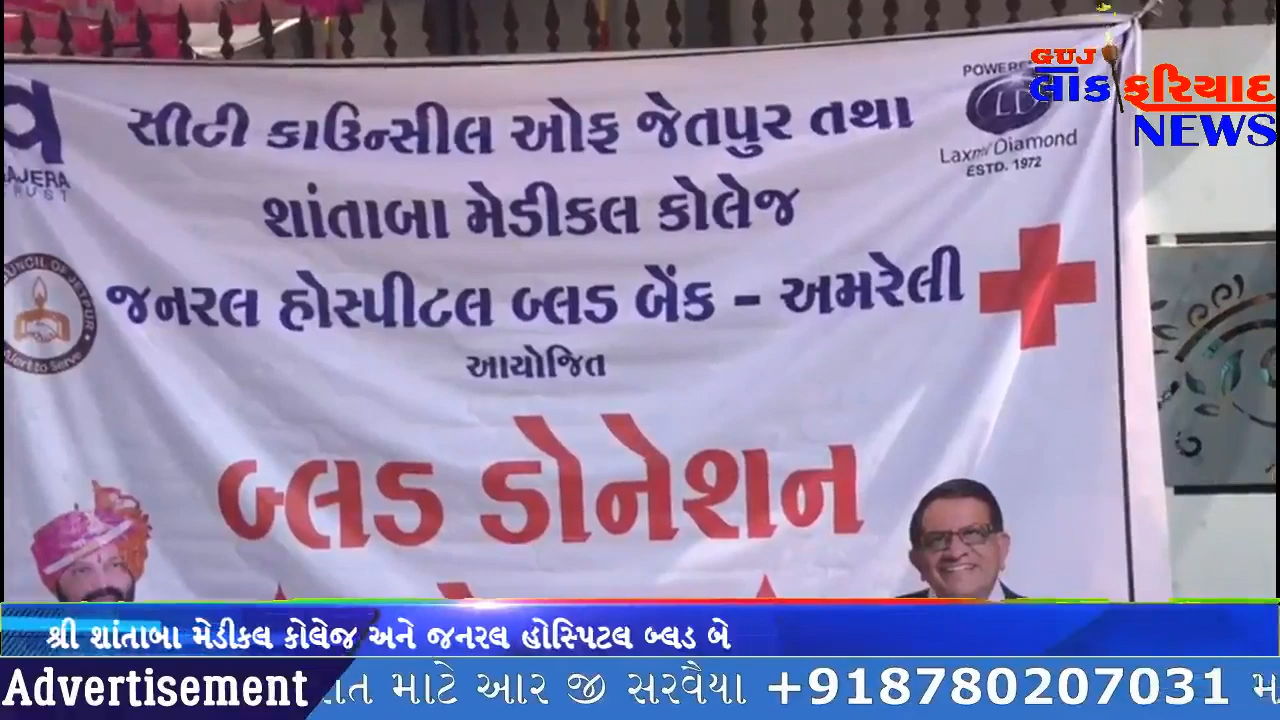 GUJ
લોક ફરિયાદ
NEWS
સીટી કાઉન્સીલ ઓફ જેતપુર તથા
Laxmi Diamond
ESTD. 1972
શાંતાબા મેડીકલ કોલેજ
જનરલ હોસ્પીટલ બ્લડ બેંક – અમરેલી
આયોજિત
બ્લડ ડોનેશન
શ્રી શાંતાબા મેડીકલ કોલેજ અને જનરલ હોસ્પિટલ બ્લડ બે
Advertisement માટે આર જી સરવૈયા +918780207031 મ